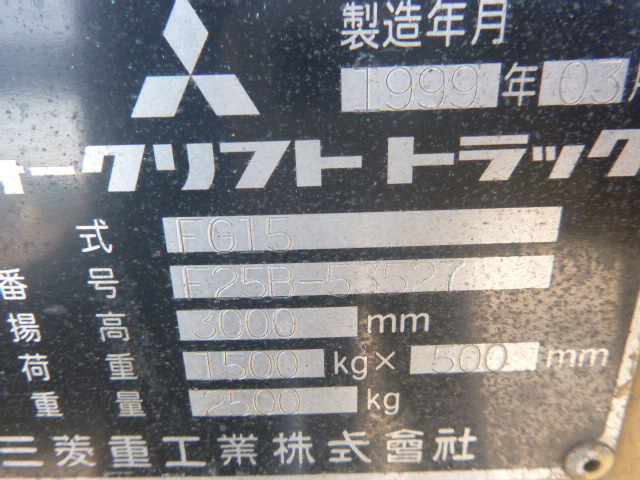 製造年月
1999年 03月
ォークリフト トラック
式 FG15
番号 F25B-53527
揚高 3000 mm
荷重 1500 kg× 500 mm
重量 2500 kg
三菱重工業株式會社